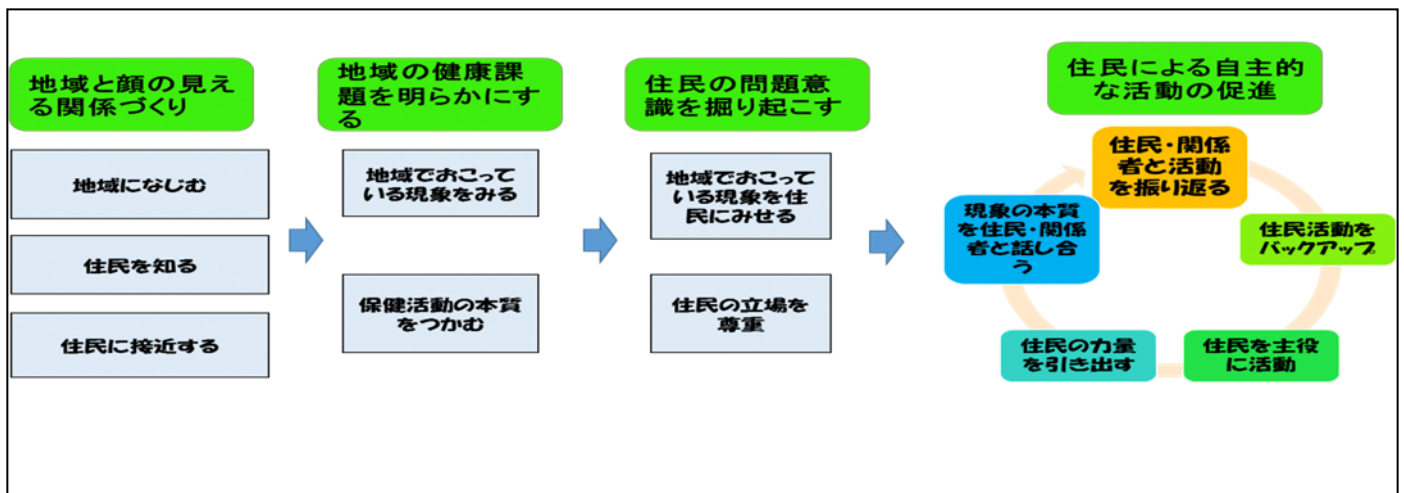 地域と顔の見え
る関係づくり
地域になじむ
住民を知る
住民に接近する
地域の健康課
題を明らかにす
る
地域でおこって
いる現象をみる
保健活動の本質
をつかむ
住民の問題意
識を掘り起こす
地域でおこって
いる現象を住
民にみせる
住民の立場を
尊重
住民による自主的
な活動の促進
住民・関係
者と活動
を振り返る
住民活動を
バックアップ
住民を主役
に活動
住民の力量
を引き出す
現象の本質
を住民・関係
者と話し合
う